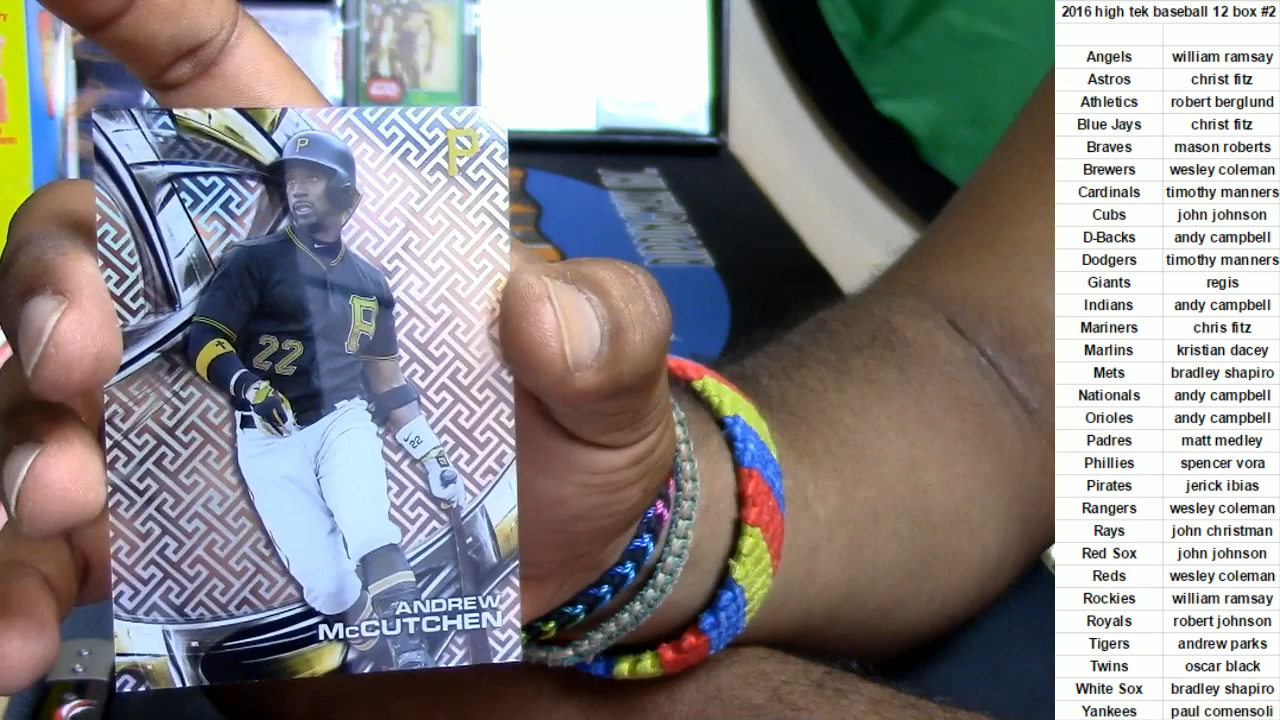 P
P
P
22
22
ANDREW
McCUTCHEN
2016 high tek baseball 12 box #2
Angels william ramsay
Astros christ fitz
Athletics robert berglund
Blue Jays christ fitz
Braves mason roberts
Brewers wesley coleman
Cardinals timothy manners
Cubs john johnson
D-Backs andy campbell
Dodgers timothy manners
Giants regis
Indians andy campbell
Mariners chris fitz
Marlins kristian dacey
Mets bradley shapiro
Nationals andy campbell
Orioles andy campbell
Padres matt medley
Phillies spencer vora
Pirates jerick ibias
Rangers wesley coleman
Rays john christman
Red Sox john johnson
Reds wesley coleman
Rockies william ramsay
Royals robert johnson
Tigers andrew parks
Twins oscar black
White Sox bradley shapiro
Yankees paul comensoli